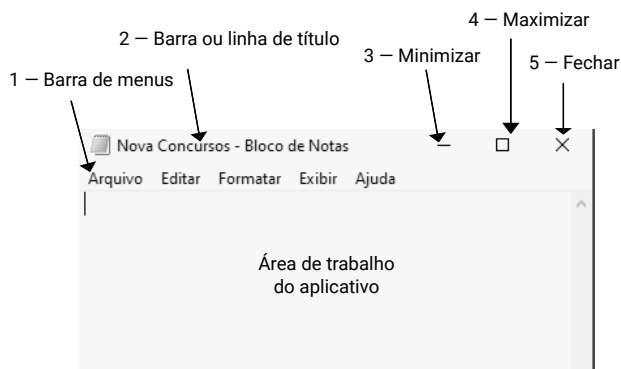 4 — Maximizar
2 — Barra ou linha de título
3 — Minimizar
5 — Fechar
1 — Barra de menus
Nova Concursos - Bloco de Notas
Arquivo Editar Formatar Exibir Ajuda
Área de trabalho
do aplicativo